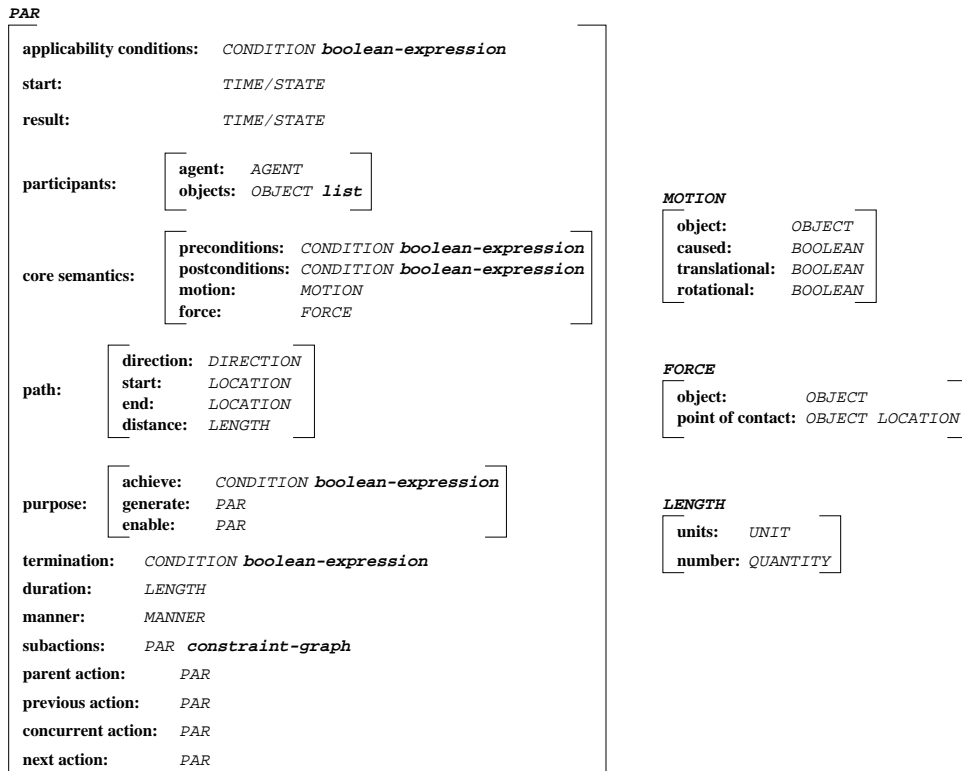 PAR
applicability conditions: CONDITION boolean-expression
start: TIME/STATE
result: TIME/STATE
participants:
agent: AGENT
objects: OBJECT list
core semantics:
preconditions: CONDITION boolean-expression
postconditions: CONDITION boolean-expression
motion: MOTION
force: FORCE
path:
direction: DIRECTION
start: LOCATION
end: LOCATION
distance: LENGTH
purpose:
achieve: CONDITION boolean-expression
generate: PAR
enable: PAR
termination: CONDITION boolean-expression
duration: LENGTH
manner: MANNER
subactions: PAR constraint-graph
parent action: PAR
previous action: PAR
concurrent action: PAR
next action: PAR
MOTION
object: OBJECT
caused: BOOLEAN
translational: BOOLEAN
rotational: BOOLEAN
FORCE
object: OBJECT
point of contact: OBJECT LOCATION
LENGTH
units: UNIT
number: QUANTITY